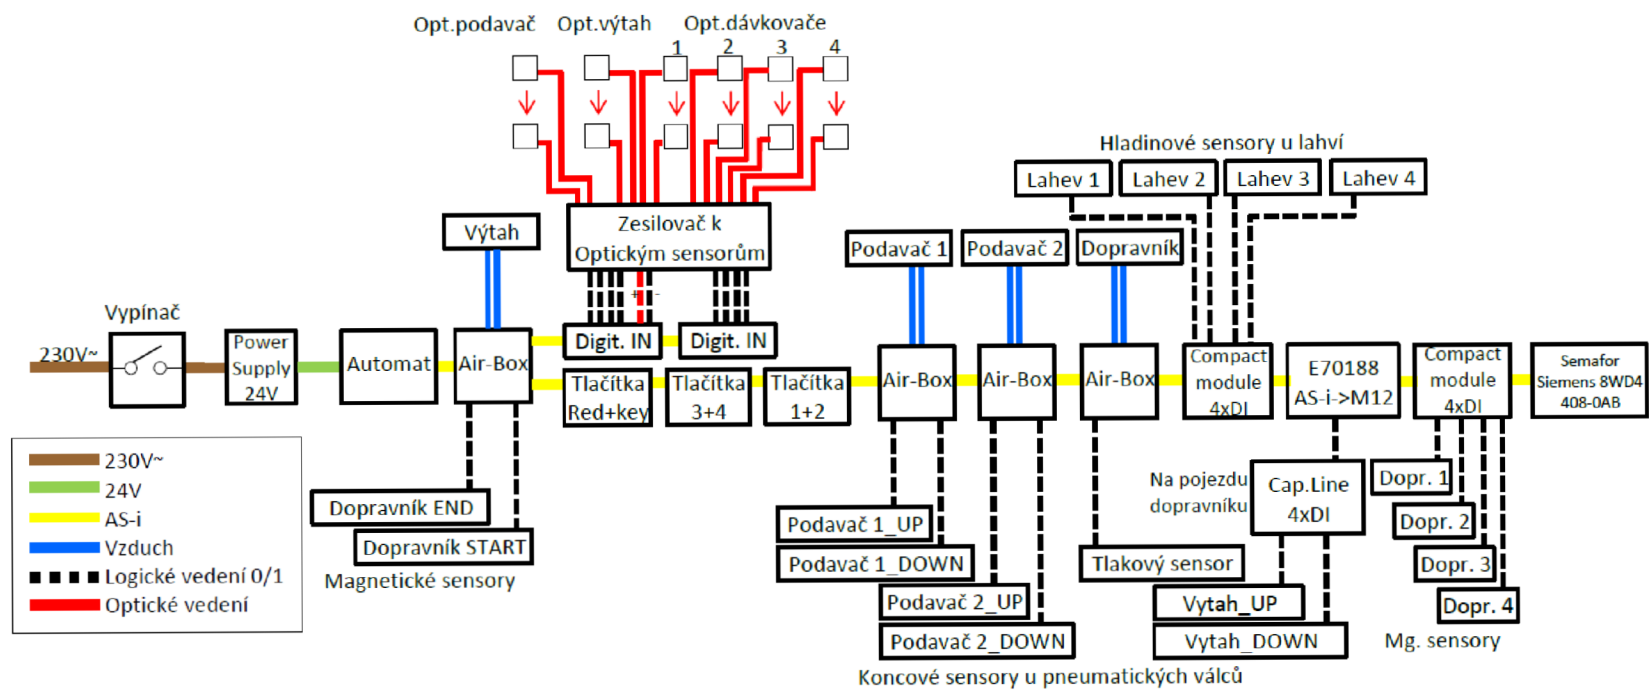 Opt.podavač Opt.výtah Opt.dávkovače
1 2 3 4
Hladinové sensory u lahví
Lahev 1 Lahev 2 Lahev 3 Lahev 4
Výtah
Zesilovač k
Optickým sensorům
+ -
Podavač 1 Podavač 2 Dopravník
Vypínač
230V~
Power
Supply
24V
Automat
Air-Box
Digit. IN Digit. IN
Tlačítka
Red+key
Tlačítka
3+4
Tlačítka
1+2
Air-Box Air-Box Air-Box
Compact
module
4xDI
E70188
AS-i->M12
Compact
module
4xDI
Semafor
Siemens 8WD4
408-0AB
230V~
24V
AS-i
Vzduch
Logické vedení 0/1
Optické vedení
Dopravník END
Dopravník START
Magnetické sensory
Podavač 1_UP
Podavač 1_DOWN
Podavač 2_UP
Podavač 2_DOWN
Tlakový sensor
Na pojezdu
dopravníku
Cap.Line
4xDI
Vytah_UP
Vytah_DOWN
Koncové sensory u pneumatických válců
Dopr. 1
Dopr. 2
Dopr. 3
Dopr. 4
Mg. sensory